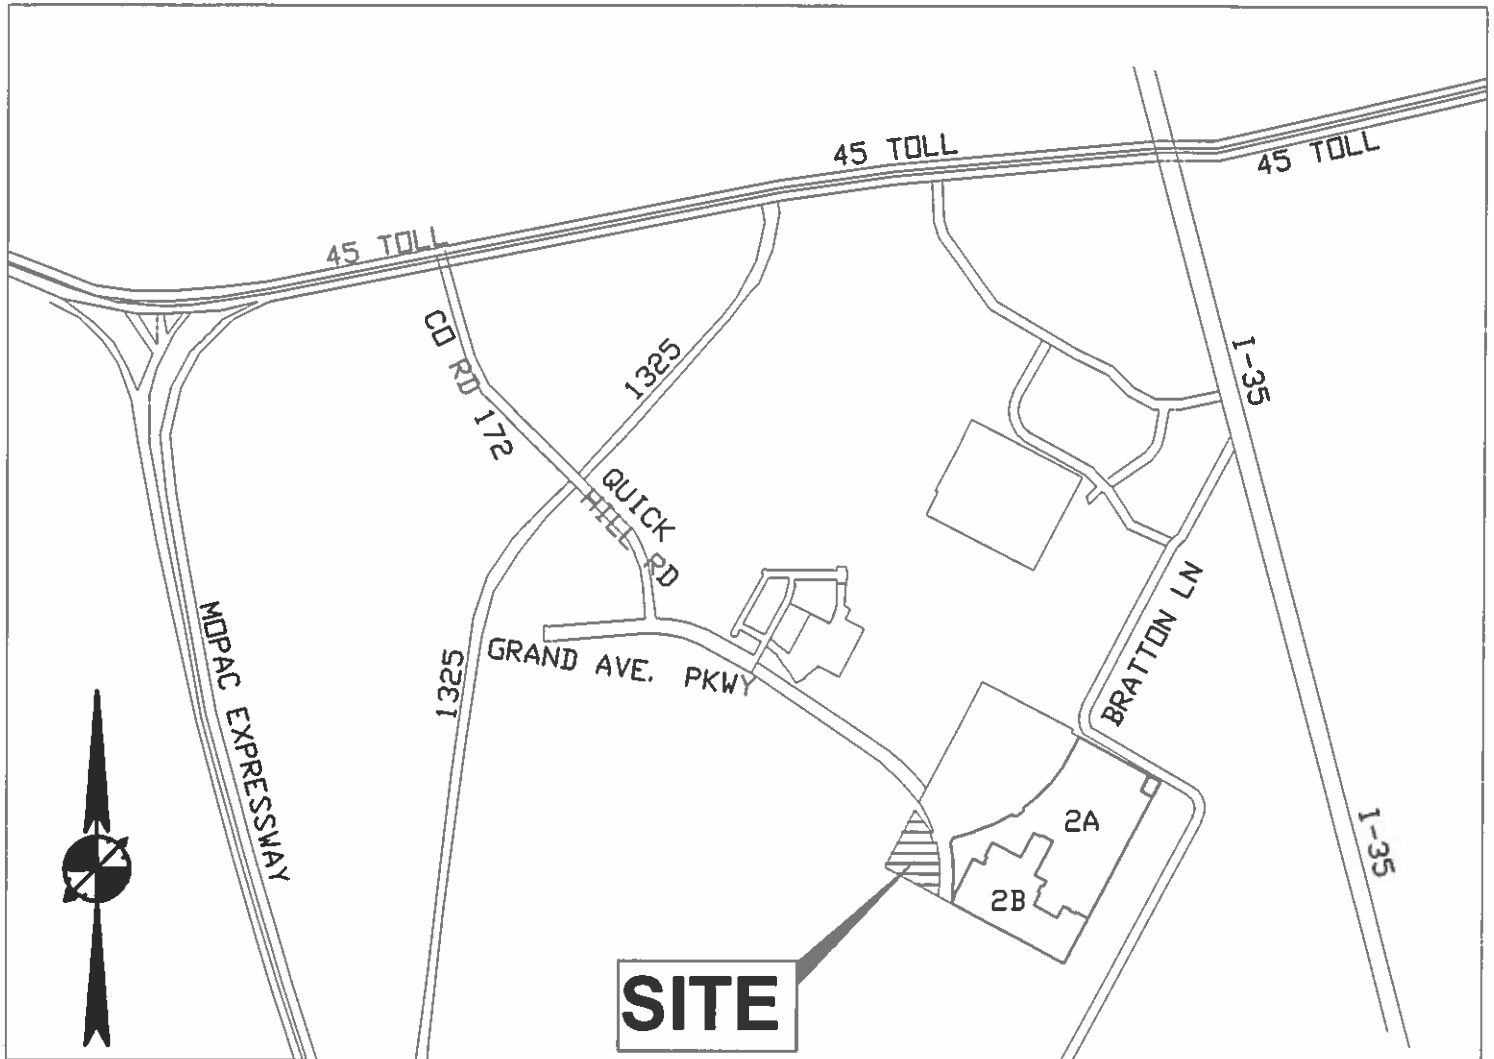 45 TOLL
45 TOLL
45 TOLL
CO RD 172
1325
I-35
QUICK
HILL RD
MOPAC EXPRESSWAY
1325
GRAND AVE. PKWY
BRATTON LN
2A
2B
I-35
SITE